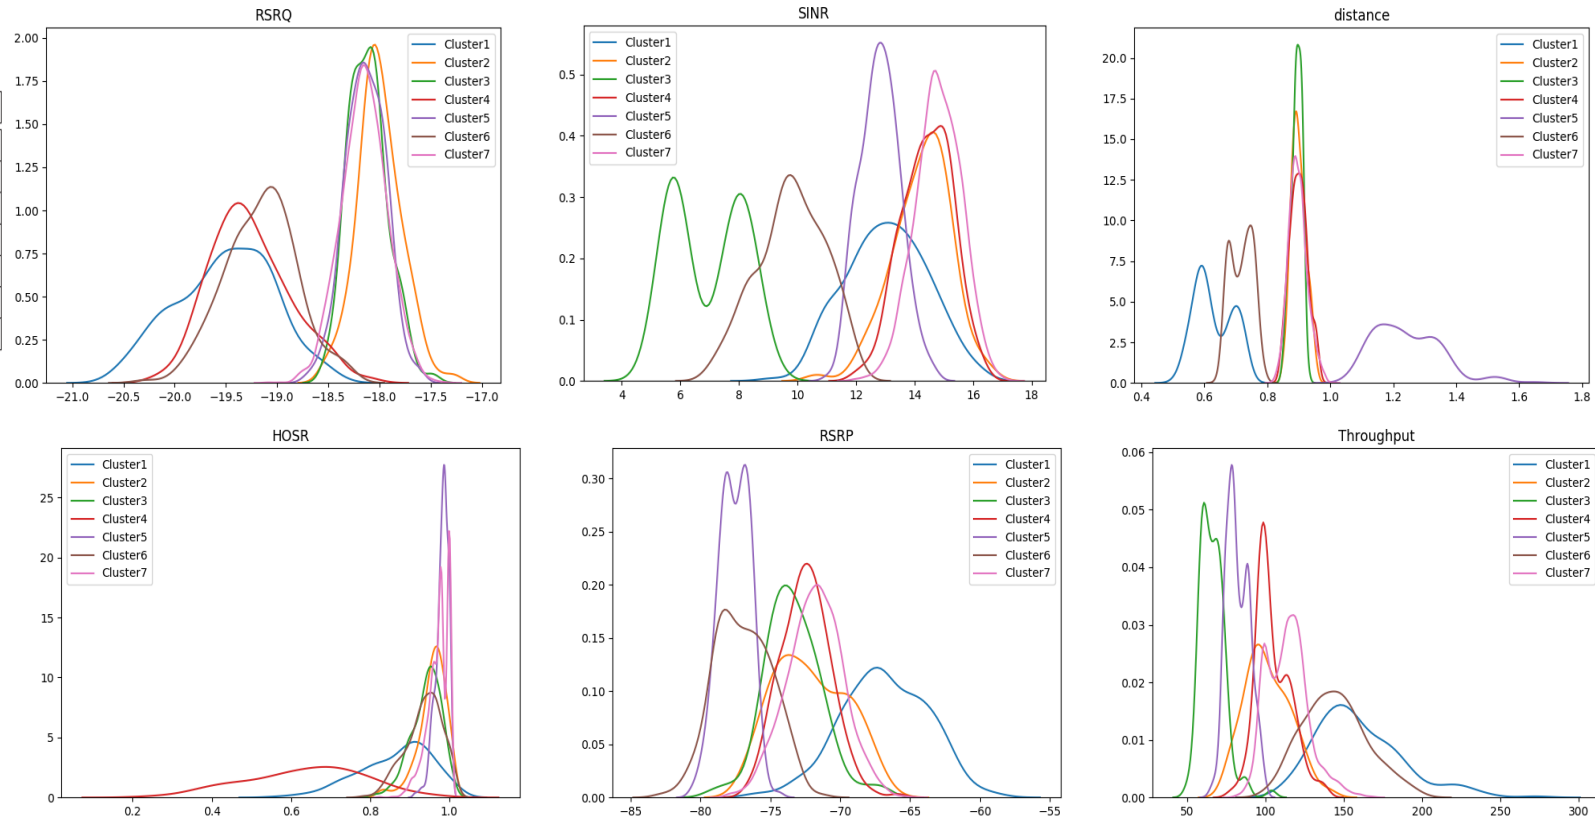 RSRQ
2.00
1.75
1.50
1.25
1.00
0.75
0.50
0.25
0.00
−21.0 −20.5 −20.0 −19.5 −19.0 −18.5 −18.0 −17.5 −17.0
Cluster1
Cluster2
Cluster3
Cluster4
Cluster5
Cluster6
Cluster7
SINR
0.5
0.4
0.3
0.2
0.1
0.0
4 6 8 10 12 14 16 18
Cluster1
Cluster2
Cluster3
Cluster4
Cluster5
Cluster6
Cluster7
distance
20.0
17.5
15.0
12.5
10.0
7.5
5.0
2.5
0.0
0.4 0.6 0.8 1.0 1.2 1.4 1.6 1.8
Cluster1
Cluster2
Cluster3
Cluster4
Cluster5
Cluster6
Cluster7
HOSR
25
20
15
10
5
0
0.2 0.4 0.6 0.8 1.0
Cluster1
Cluster2
Cluster3
Cluster4
Cluster5
Cluster6
Cluster7
RSRP
0.30
0.25
0.20
0.15
0.10
0.05
0.00
−85 −80 −75 −70 −65 −60 −55
Cluster1
Cluster2
Cluster3
Cluster4
Cluster5
Cluster6
Cluster7
Throughput
0.06
0.05
0.04
0.03
0.02
0.01
0.00
50 100 150 200 250 300
Cluster1
Cluster2
Cluster3
Cluster4
Cluster5
Cluster6
Cluster7